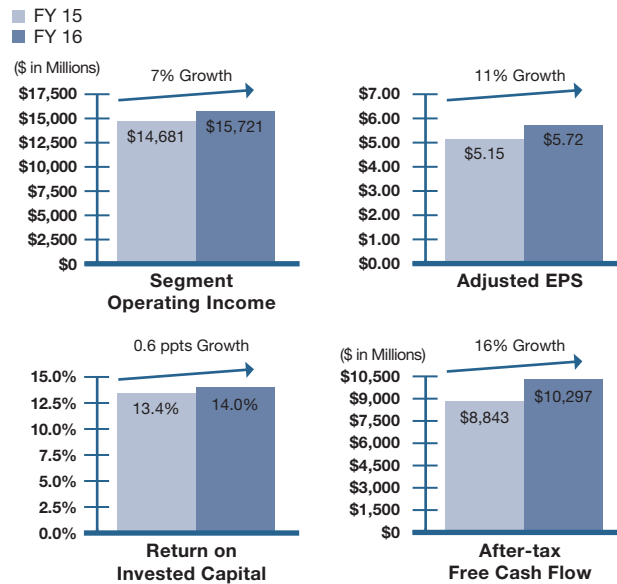 FY 15
FY 16
($ in Millions)
7% Growth
$17,500
$15,000
$12,500
$10,000
$7,500
$5,000
$2,500
$0
$14,681
$15,721
Segment
Operating Income
11% Growth
$7.00
$6.00
$5.00
$4.00
$3.00
$2.00
$1.00
$0.00
$5.15
$5.72
Adjusted EPS
0.6 ppts Growth
15.0%
12.5%
10.0%
7.5%
5.0%
2.5%
0.0%
13.4%
14.0%
Return on
Invested Capital
($ in Millions)
16% Growth
$10,500
$9,000
$7,500
$6,000
$4,500
$3,000
$1,500
$0
$8,843
$10,297
After-tax
Free Cash Flow